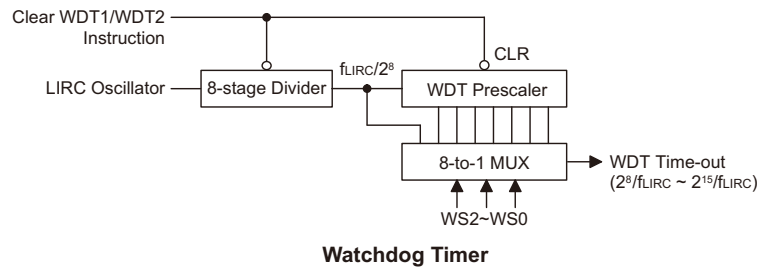 Clear WDT1/WDT2
Instruction
CLR
fLIRC/2⁸
LIRC Oscillator
8-stage Divider
WDT Prescaler
8-to-1 MUX
WDT Time-out
(2⁸/fLIRC ~ 2¹⁵/fLIRC)
WS2~WS0
Watchdog Timer